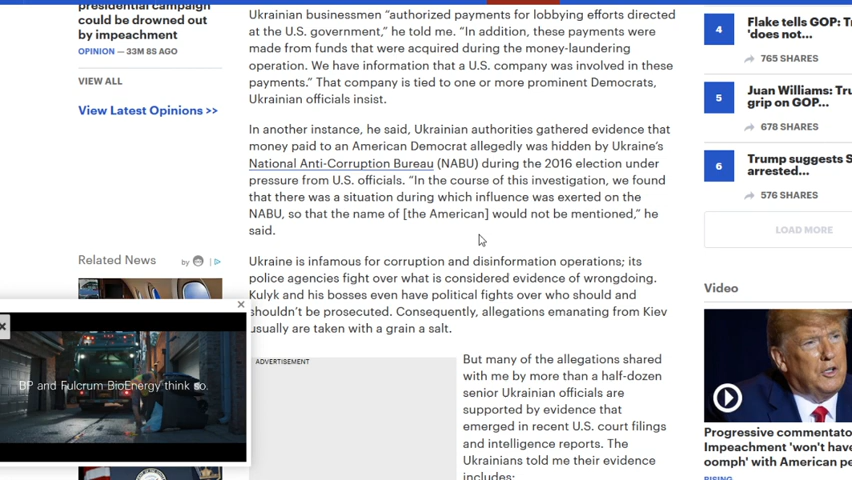 presidential campaign
could be drowned out
by impeachment
OPINION — 33M 8S AGO
VIEW ALL
View Latest Opinions >>
Related News
by
BP and Fulcrum BioEnergy think so.
Ukrainian businessmen “authorized payments for lobbying efforts directed
at the U.S. government,” he told me. “In addition, these payments were
made from funds that were acquired during the money-laundering
operation. We have information that a U.S. company was involved in these
payments.” That company is tied to one or more prominent Democrats,
Ukrainian officials insist.
In another instance, he said, Ukrainian authorities gathered evidence that
money paid to an American Democrat allegedly was hidden by Ukraine’s
National Anti-Corruption Bureau (NABU) during the 2016 election under
pressure from U.S. officials. “In the course of this investigation, we found
that there was a situation during which influence was exerted on the
NABU, so that the name of [the American] would not be mentioned,” he
said.
Ukraine is infamous for corruption and disinformation operations; its
police agencies fight over what is considered evidence of wrongdoing.
Kulyk and his bosses even have political fights over who should and
shouldn’t be prosecuted. Consequently, allegations emanating from Kiev
usually are taken with a grain a salt.
ADVERTISEMENT
But many of the allegations shared
with me by more than a half-dozen
senior Ukrainian officials are
supported by evidence that
emerged in recent U.S. court filings
and intelligence reports. The
Ukrainians told me their evidence
includes:
4
Flake tells GOP: Tr
'does not...
765 SHARES
5
Juan Williams: Tru
grip on GOP...
678 SHARES
6
Trump suggests S
arrested...
576 SHARES
LOAD MORE
Video
Progressive commentato
Impeachment 'won't have
oomph' with American pe
RISING